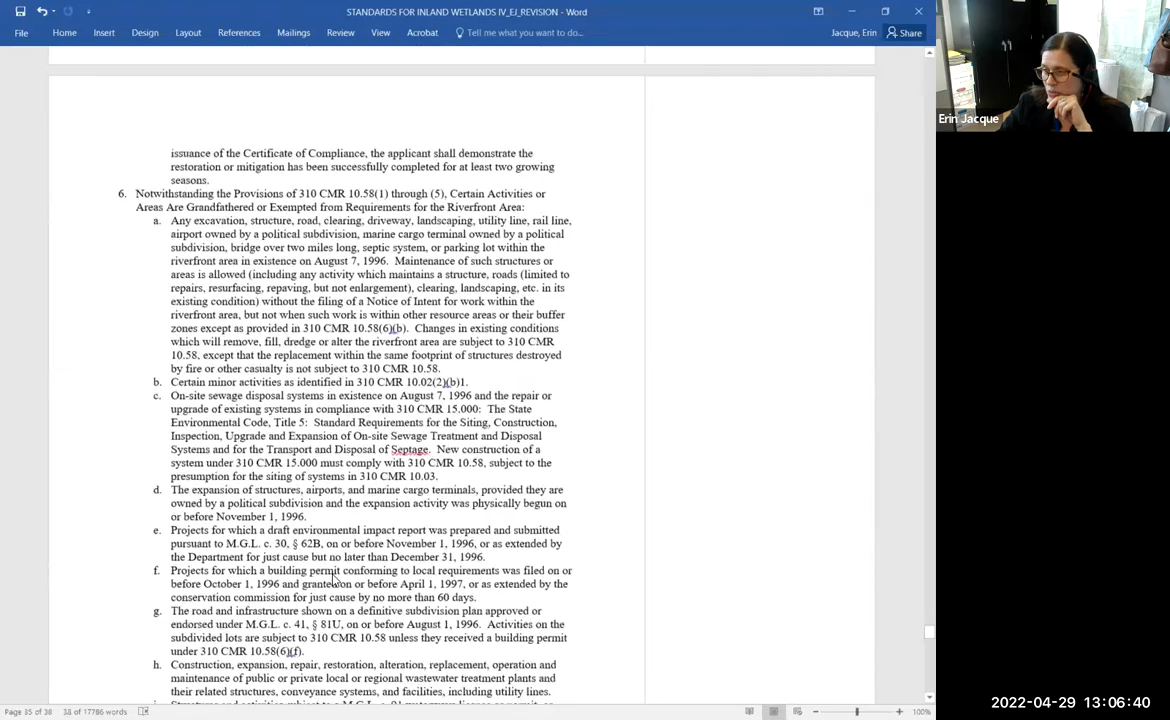 STANDARDS FOR INLAND WETLANDS IV_EJ_REVISION - Word
File Home Insert Design Layout References Mailings Review View Acrobat Tell me what you want to do... Jacque, Erin Share
Erin Jacque
issuance of the Certificate of Compliance, the applicant shall demonstrate the
restoration or mitigation has been successfully completed for at least two growing
seasons.
6. Notwithstanding the Provisions of 310 CMR 10.58(1) through (5), Certain Activities or
Areas Are Grandfathered or Exempted from Requirements for the Riverfront Area:
a. Any excavation, structure, road, clearing, driveway, landscaping, utility line, rail line,
airport owned by a political subdivision, marine cargo terminal owned by a political
subdivision, bridge over two miles long, septic system, or parking lot within the
riverfront area in existence on August 7, 1996. Maintenance of such structures or
areas is allowed (including any activity which maintains a structure, roads (limited to
repairs, resurfacing, repaving, but not enlargement), clearing, landscaping, etc. in its
existing condition) without the filing of a Notice of Intent for work within the
riverfront area, but not when such work is within other resource areas or their buffer
zones except as provided in 310 CMR 10.58(6)(b). Changes in existing conditions
which will remove, fill, dredge or alter the riverfront area are subject to 310 CMR
10.58, except that the replacement within the same footprint of structures destroyed
by fire or other casualty is not subject to 310 CMR 10.58.
b. Certain minor activities as identified in 310 CMR 10.02(2)(b)1.
c. On-site sewage disposal systems in existence on August 7, 1996 and the repair or
upgrade of existing systems in compliance with 310 CMR 15.000: The State
Environmental Code, Title 5: Standard Requirements for the Siting, Construction,
Inspection, Upgrade and Expansion of On-site Sewage Treatment and Disposal
Systems and for the Transport and Disposal of Septage. New construction of a
system under 310 CMR 15.000 must comply with 310 CMR 10.58, subject to the
presumption for the siting of systems in 310 CMR 10.03.
d. The expansion of structures, airports, and marine cargo terminals, provided they are
owned by a political subdivision and the expansion activity was physically begun on
or before November 1, 1996.
e. Projects for which a draft environmental impact report was prepared and submitted
pursuant to M.G.L. c. 30, § 62B, on or before November 1, 1996, or as extended by
the Department for just cause but no later than December 31, 1996.
f. Projects for which a building permit conforming to local requirements was filed on or
before October 1, 1996 and granted on or before April 1, 1997, or as extended by the
conservation commission for just cause by no more than 60 days.
g. The road and infrastructure shown on a definitive subdivision plan approved or
endorsed under M.G.L. c. 41, § 81U, on or before August 1, 1996. Activities on the
subdivided lots are subject to 310 CMR 10.58 unless they received a building permit
under 310 CMR 10.58(6)(f).
h. Construction, expansion, repair, restoration, alteration, replacement, operation and
maintenance of public or private local or regional wastewater treatment plants and
their related structures, conveyance systems, and facilities, including utility lines.
Page 35 of 38 38 of 17786 words 100%
2022-04-29 13:06:40